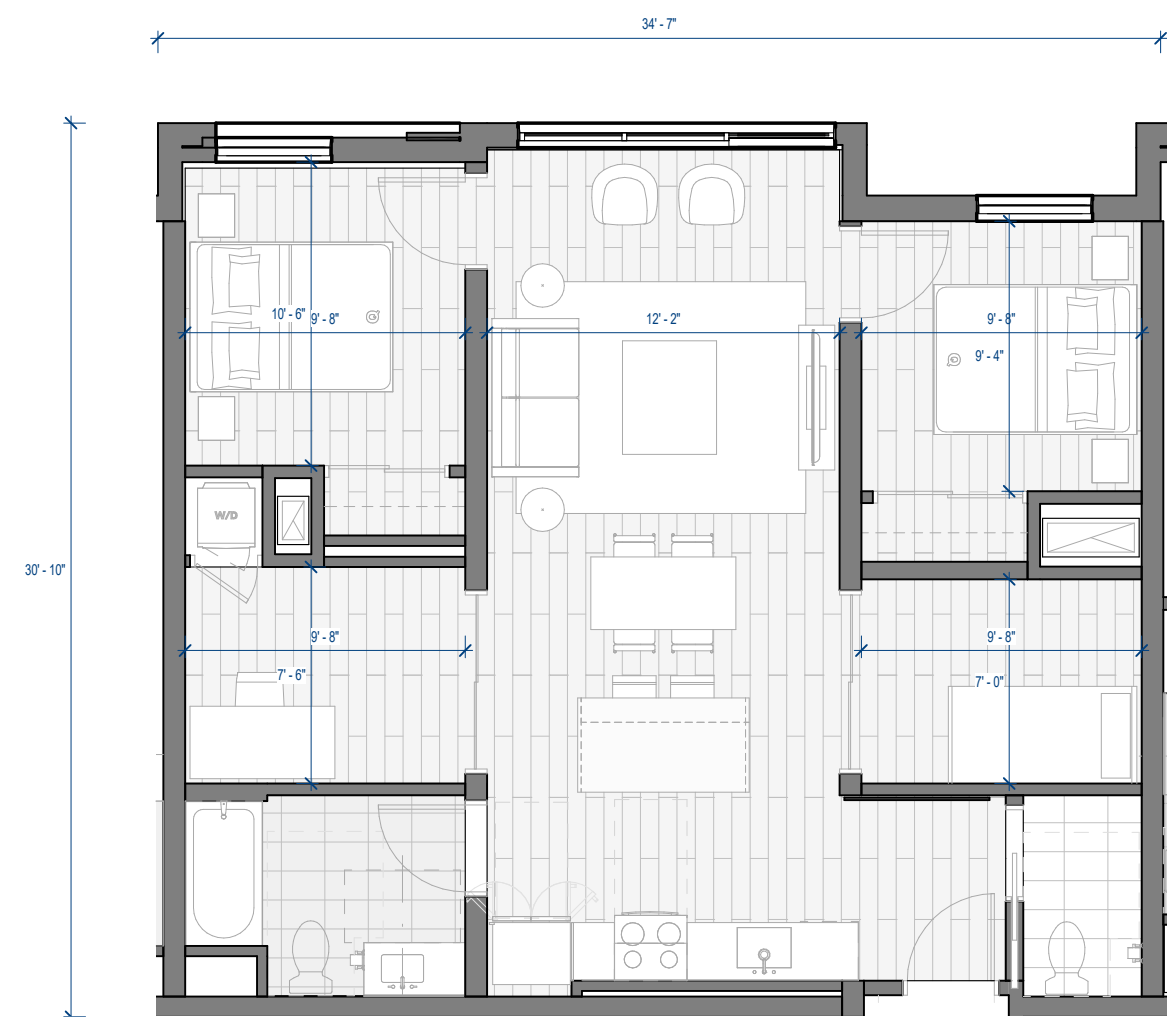 34' - 7"
10' - 6"
9' - 8"
12' - 2"
9' - 8"
9' - 4"
W/D
30' - 10"
9' - 8"
7' - 6"
9' - 8"
7' - 0"